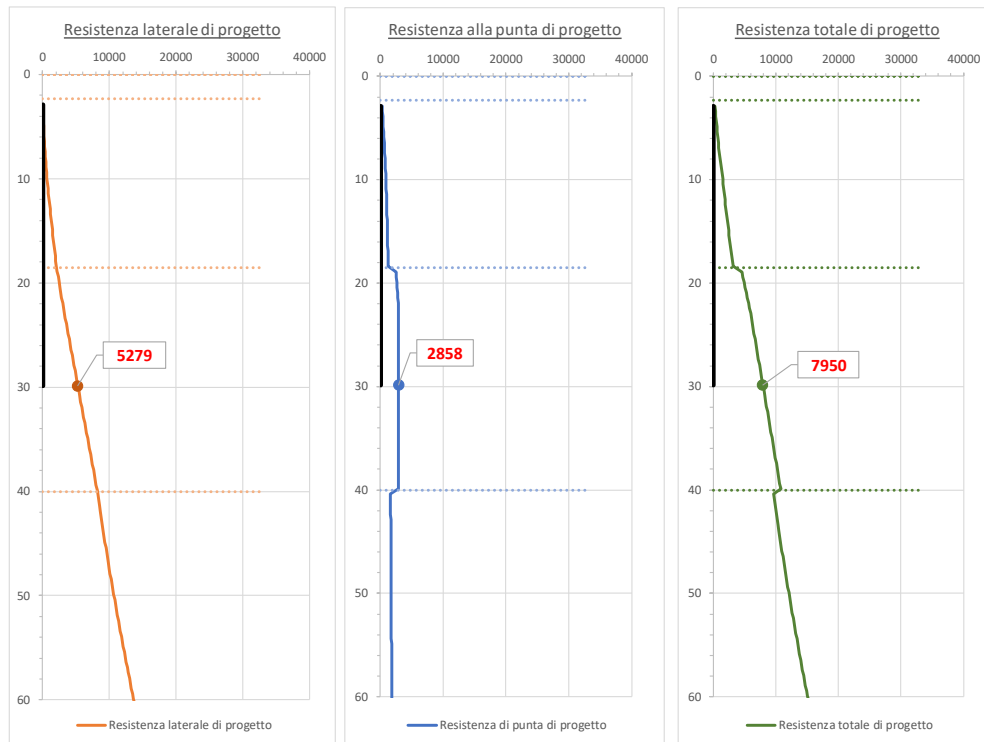 Resistenza laterale di progetto
0 10000 20000 30000 40000
0
10
20
30
40
50
60
5279
Resistenza laterale di progetto
Resistenza alla punta di progetto
0 10000 20000 30000 40000
0
10
20
30
40
50
60
2858
Resistenza di punta di progetto
Resistenza totale di progetto
0 10000 20000 30000 40000
0
10
20
30
40
50
60
7950
Resistenza totale di progetto